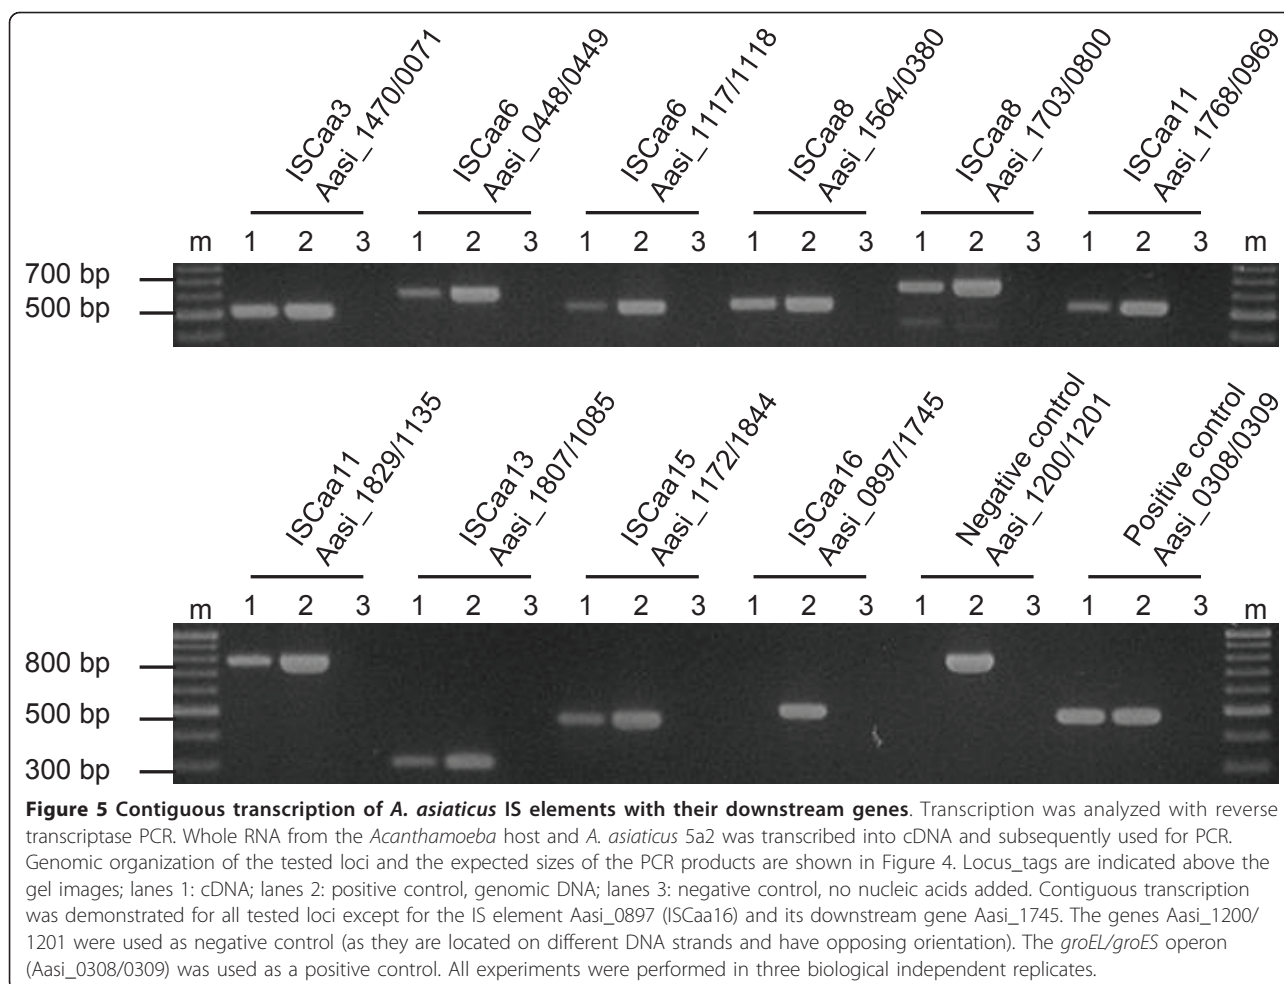 ISCaa3
Aasi_1470/0071
ISCaa6
Aasi_0448/0449
ISCaa6
Aasi_1117/1118
ISCaa8
Aasi_1564/0380
ISCaa8
Aasi_1703/0800
ISCaa11
Aasi_1768/0969
m 1 2 3 1 2 3 1 2 3 1 2 3 1 2 3 1 2 3 m
700 bp
500 bp
ISCaa11
Aasi_1829/1135
ISCaa13
Aasi_1807/1085
ISCaa15
Aasi_1172/1844
ISCaa16
Aasi_0897/1745
Negative control
Aasi_1200/1201
Positive control
Aasi_0308/0309
m 1 2 3 1 2 3 1 2 3 1 2 3 1 2 3 1 2 3 m
800 bp
500 bp
300 bp
Figure 5 Contiguous transcription of A. asiaticus IS elements with their downstream genes. Transcription was analyzed with reverse
transcriptase PCR. Whole RNA from the Acanthamoeba host and A. asiaticus 5a2 was transcribed into cDNA and subsequently used for PCR.
Genomic organization of the tested loci and the expected sizes of the PCR products are shown in Figure 4. Locus_tags are indicated above the
gel images; lanes 1: cDNA; lanes 2: positive control, genomic DNA; lanes 3: negative control, no nucleic acids added. Contiguous transcription
was demonstrated for all tested loci except for the IS element Aasi_0897 (ISCaa16) and its downstream gene Aasi_1745. The genes Aasi_1200/
1201 were used as negative control (as they are located on different DNA strands and have opposing orientation). The groEL/groES operon
(Aasi_0308/0309) was used as a positive control. All experiments were performed in three biological independent replicates.